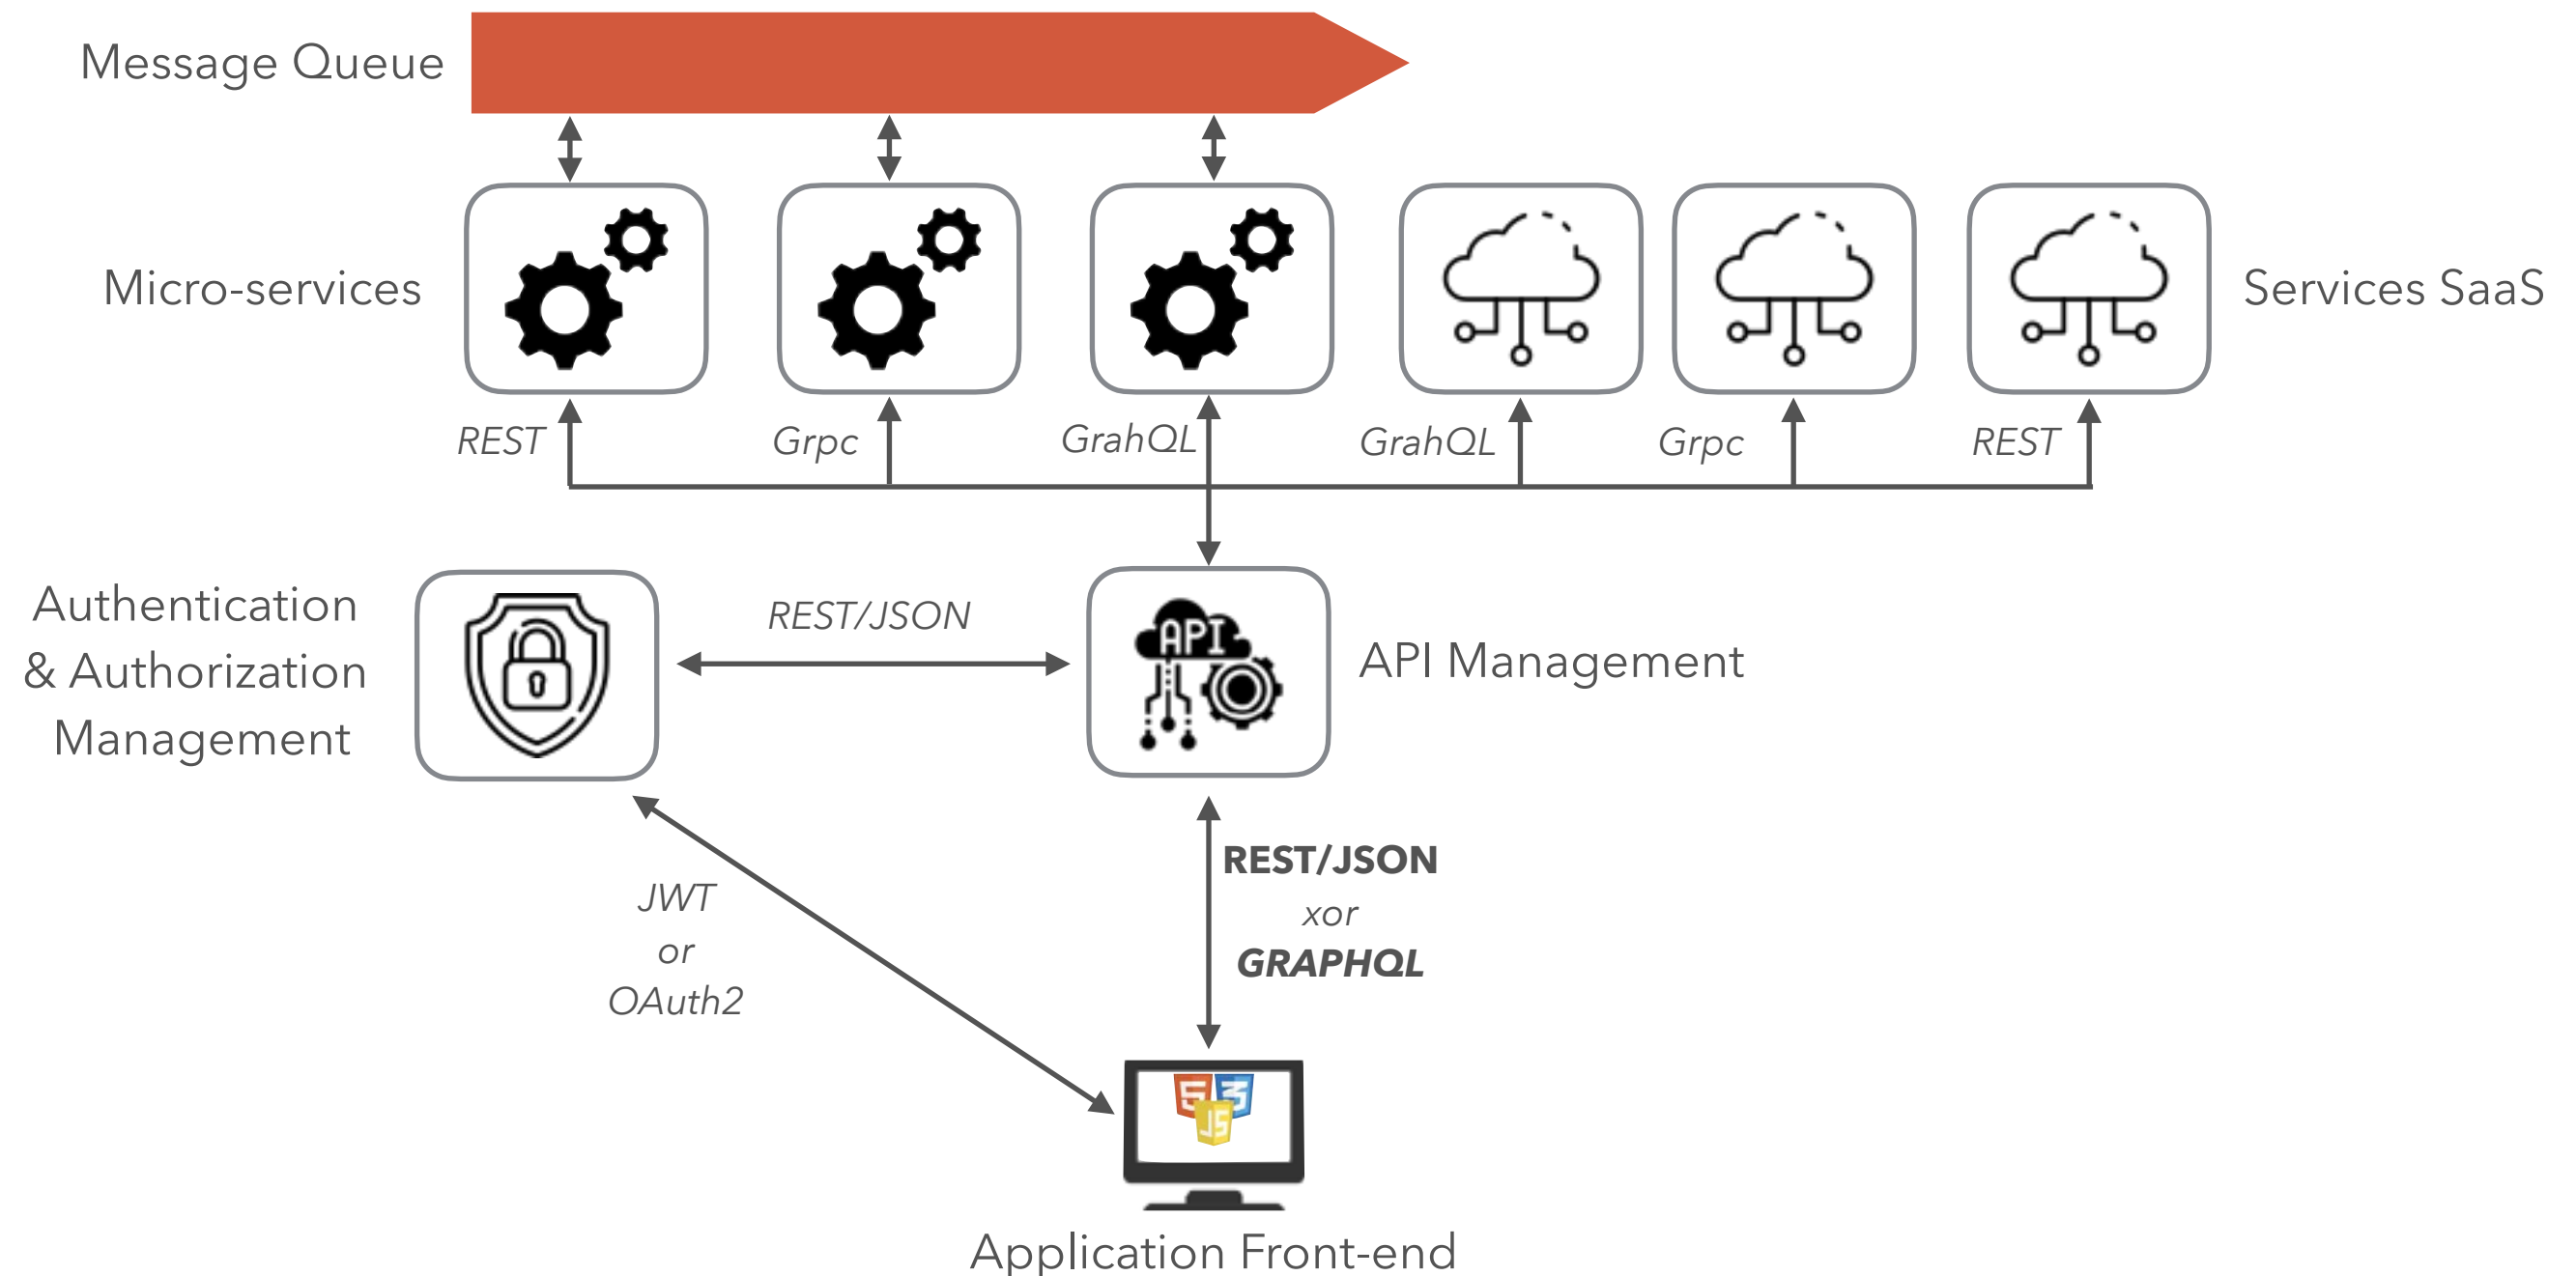 Message Queue
Micro-services
Services SaaS
REST
Grpc
GrahQL
GrahQL
Grpc
REST
Authentication
& Authorization
Management
REST/JSON
API
API Management
JWT
or
OAuth2
REST/JSON
xor
GRAPHQL
5
3
JS
Application Front-end